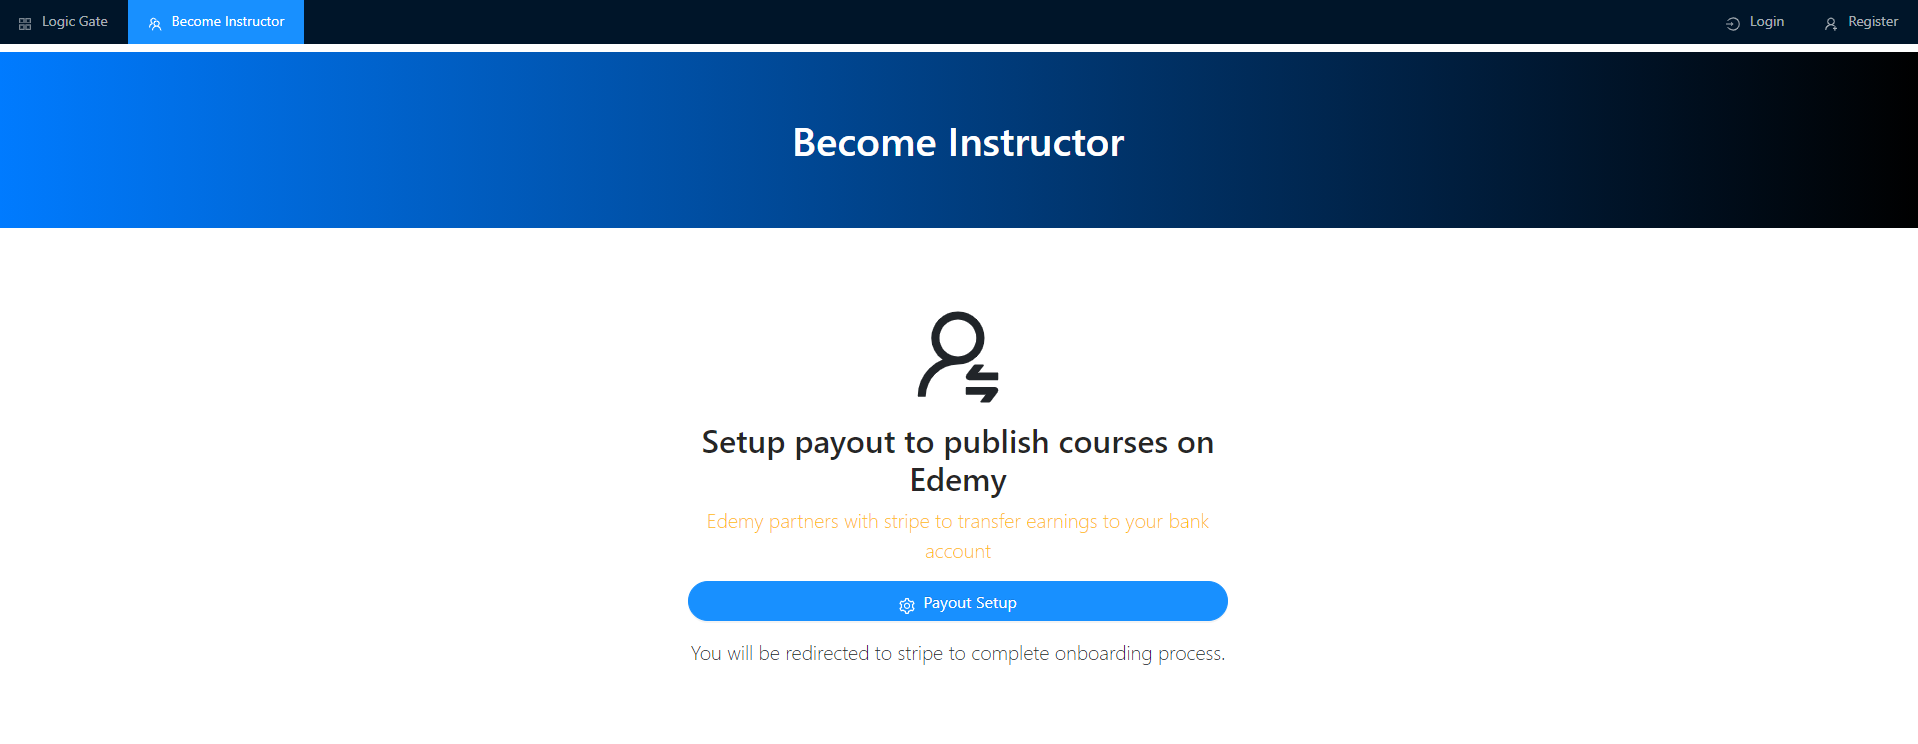 Logic Gate
Become Instructor
Login
Register
Become Instructor
Setup payout to publish courses on
Edemy
Edemy partners with stripe to transfer earnings to your bank
account
Payout Setup
You will be redirected to stripe to complete onboarding process.